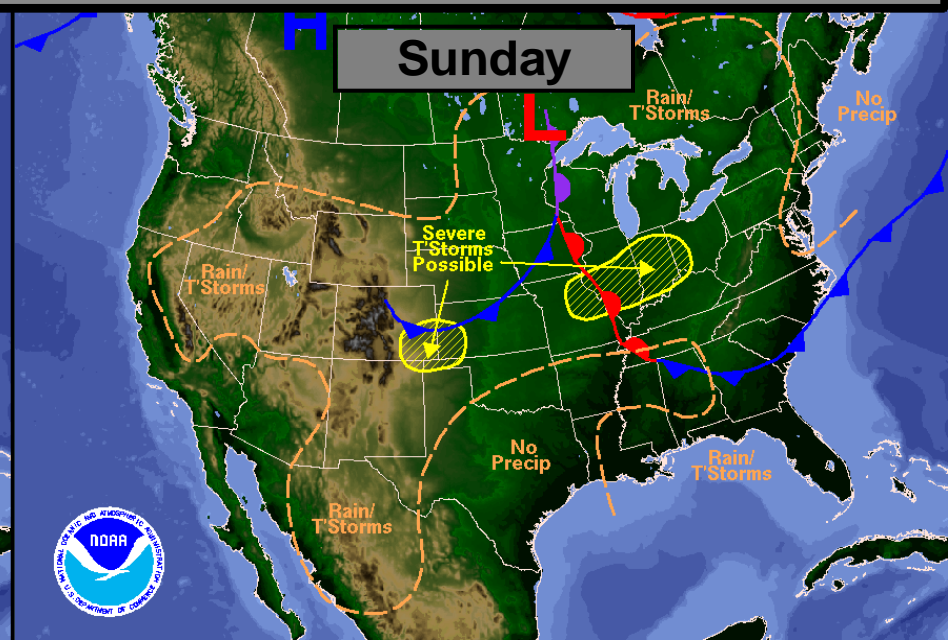 H
Sunday
L
Rain/
T'Storms
No
Precip
Severe
T'Storms
Possible
Rain/
T'Storms
No
Precip
Rain/
T'Storms
Rain/
T'Storms
NATIONAL OCEANIC AND ATMOSPHERIC ADMINISTRATION
NOAA
U.S. DEPARTMENT OF COMMERCE